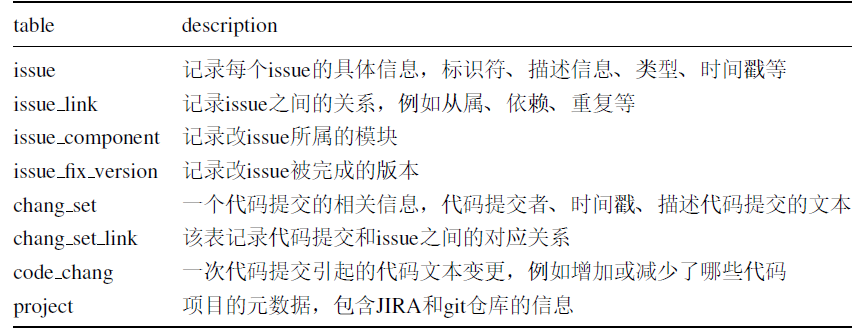 table description
issue 记录每个issue的具体信息，标识符、描述信息、类型、时间戳等
issue_link 记录issue之间的关系，例如从属、依赖、重复等
issue_component 记录改issue所属的模块
issue_fix_version 记录改issue被完成的版本
chang_set 一个代码提交的相关信息，代码提交者、时间戳、描述代码提交的文本
chang_set_link 该表记录代码提交和issue之间的对应关系
code_chang 一次代码提交引起的代码文本变更，例如增加或减少了哪些代码
project 项目的元数据，包含JIRA和git仓库的信息